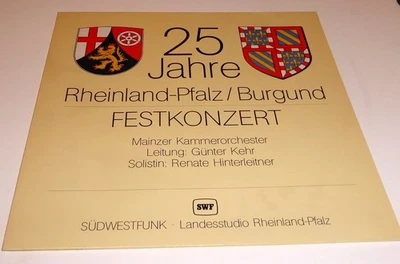 25
Jahre
Rheinland-Pfalz/Burgund
FESTKONZERT
Mainzer Kammerorchester
Leitung: Günter Kehr
Solistin: Renate Hinterleitner
SWF
SÜDWESTFUNK · Landesstudio Rheinland-Pfalz